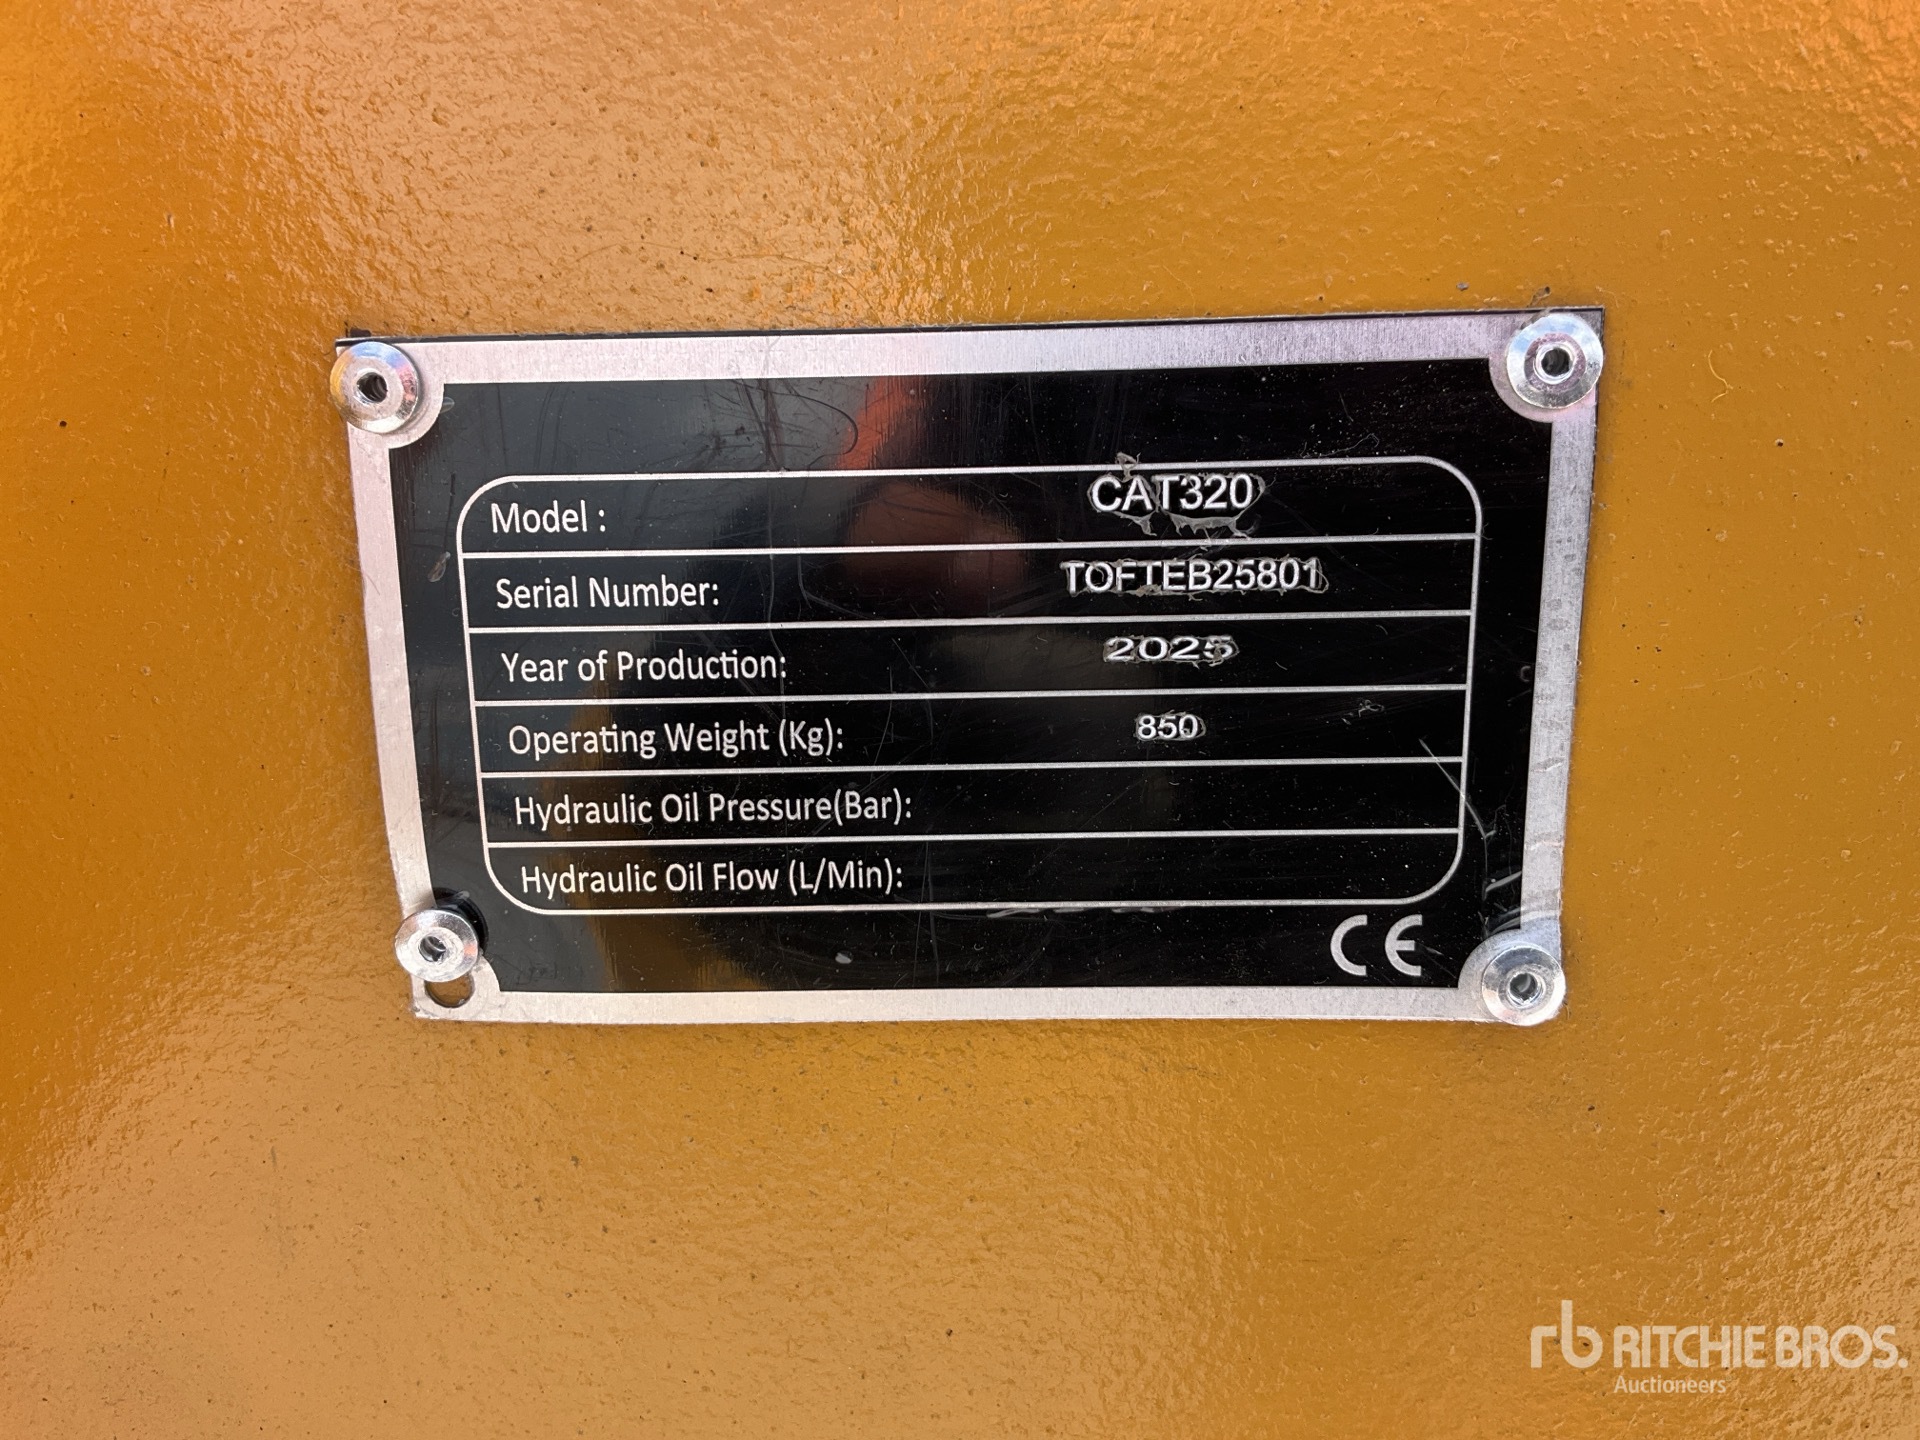 Model : CAT320
Serial Number: TOFTEB25801
Year of Production: 2025
Operating Weight (Kg): 850
Hydraulic Oil Pressure(Bar):
Hydraulic Oil Flow (L/Min):
CE
rb RITCHIE BROS.
Auctioneers